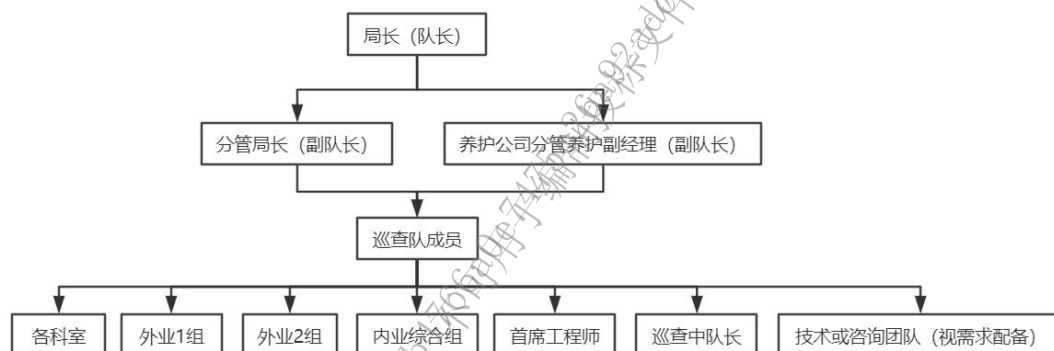 局长（队长）
分管局长（副队长）
养护公司分管养护副经理（副队长）
巡查队成员
各科室
外业1组
外业2组
内业综合组
首席工程师
巡查中队长
技术或咨询团队（视需求配备）